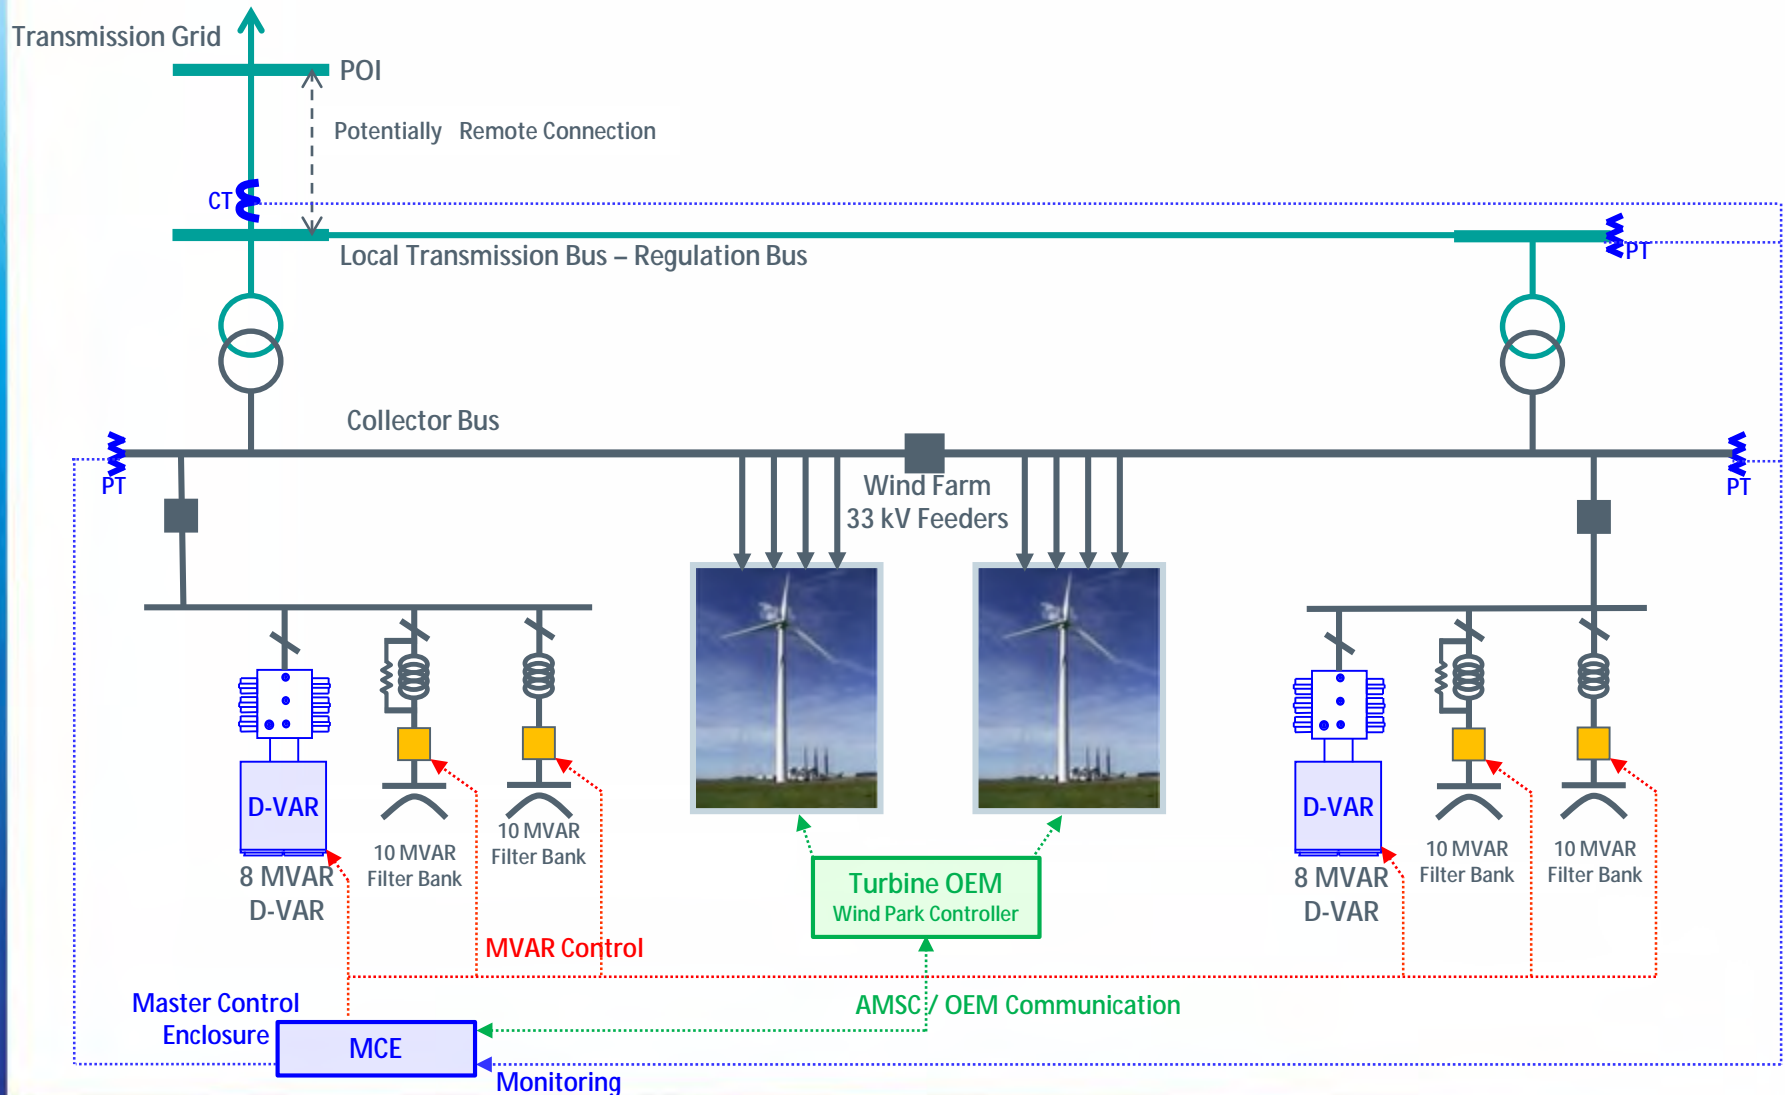 Transmission Grid
POI
Potentially Remote Connection
CT
Local Transmission Bus – Regulation Bus
PT
Collector Bus
PT
Wind Farm
33 kV Feeders
PT
D-VAR
8 MVAR
D-VAR
10 MVAR
Filter Bank
10 MVAR
Filter Bank
Turbine OEM
Wind Park Controller
D-VAR
8 MVAR
D-VAR
10 MVAR
Filter Bank
10 MVAR
Filter Bank
MVAR Control
Master Control
Enclosure
MCE
AMSC / OEM Communication
Monitoring